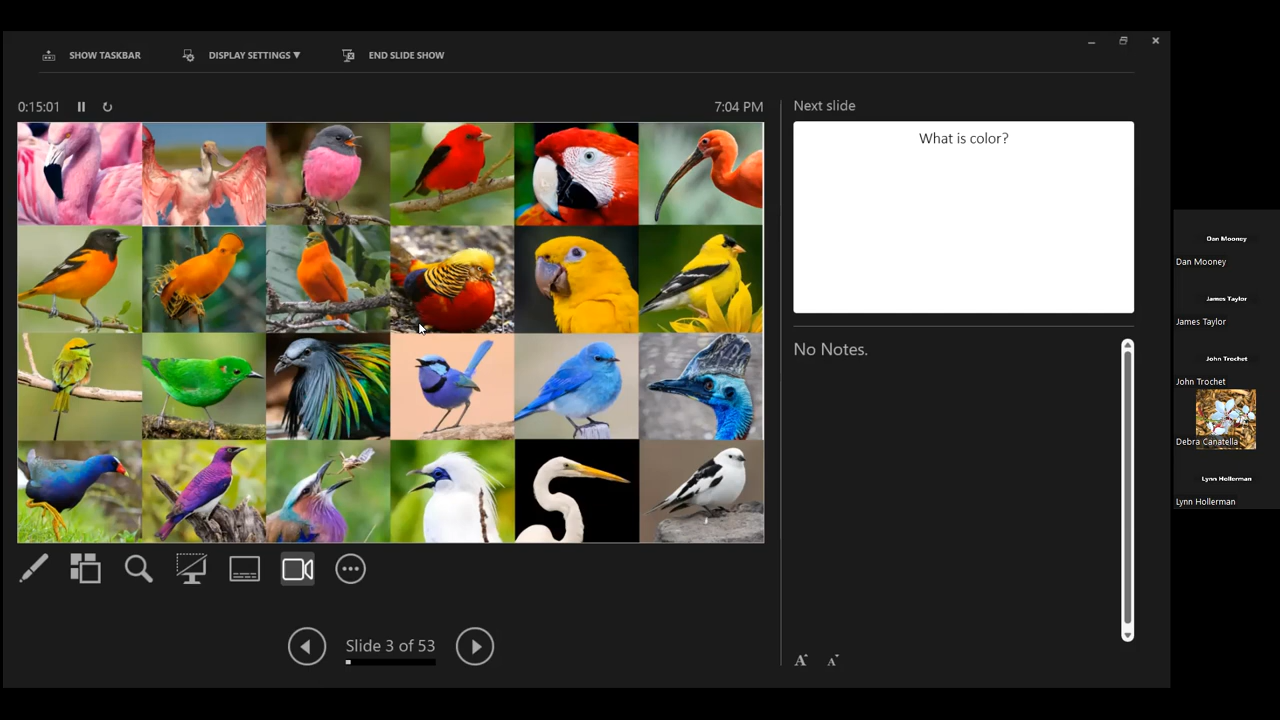 SHOW TASKBAR
DISPLAY SETTINGS ▼
END SLIDE SHOW
0:15:01
7:04 PM
Next slide
What is color?
No Notes.
Slide 3 of 53
A A
Dan Mooney
Dan Mooney
James Taylor
James Taylor
John Trochet
John Trochet
Debra Canatella
Lynn Hollerman
Lynn Hollerman